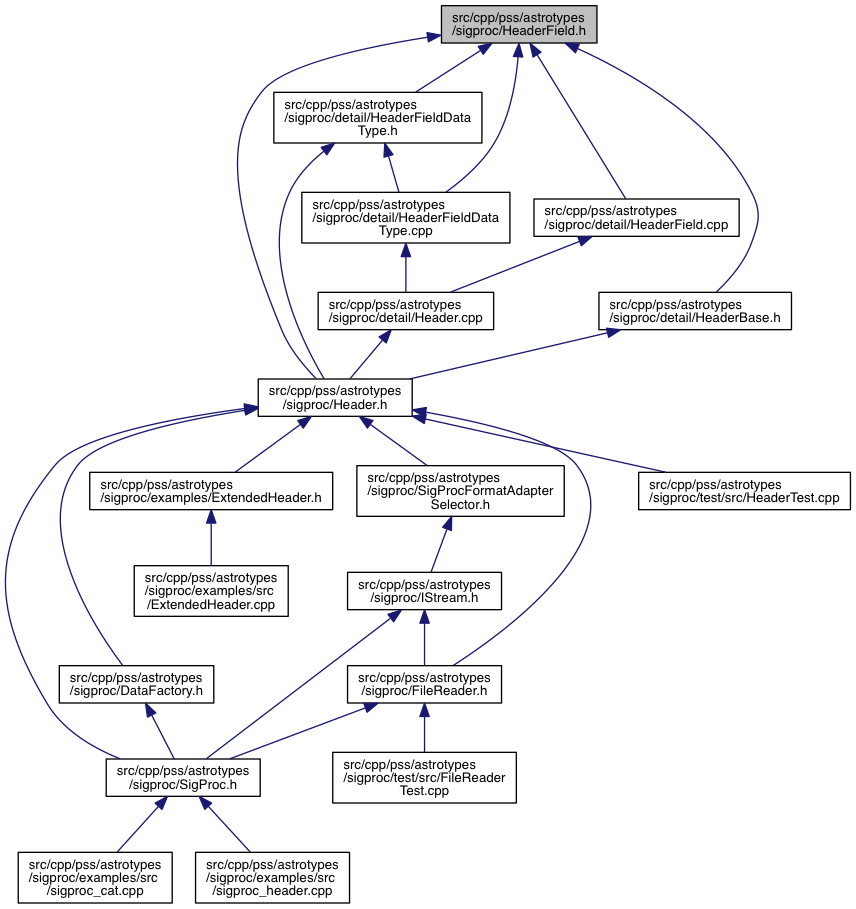 src/cpp/pss/astrotypes
/sigproc/HeaderField.h
src/cpp/pss/astrotypes
/sigproc/detail/HeaderFieldData
Type.h
src/cpp/pss/astrotypes
/sigproc/detail/HeaderFieldData
Type.cpp
src/cpp/pss/astrotypes
/sigproc/detail/HeaderField.cpp
src/cpp/pss/astrotypes
/sigproc/detail/Header.cpp
src/cpp/pss/astrotypes
/sigproc/detail/HeaderBase.h
src/cpp/pss/astrotypes
/sigproc/Header.h
src/cpp/pss/astrotypes
/sigproc/examples/ExtendedHeader.h
src/cpp/pss/astrotypes
/sigproc/SigProcFormatAdapter
Selector.h
src/cpp/pss/astrotypes
/sigproc/test/src/HeaderTest.cpp
src/cpp/pss/astrotypes
/sigproc/examples/src
/ExtendedHeader.cpp
src/cpp/pss/astrotypes
/sigproc/IStream.h
src/cpp/pss/astrotypes
/sigproc/DataFactory.h
src/cpp/pss/astrotypes
/sigproc/FileReader.h
src/cpp/pss/astrotypes
/sigproc/SigProc.h
src/cpp/pss/astrotypes
/sigproc/test/src/FileReader
Test.cpp
src/cpp/pss/astrotypes
/sigproc/examples/src
/sigproc_cat.cpp
src/cpp/pss/astrotypes
/sigproc/examples/src
/sigproc_header.cpp